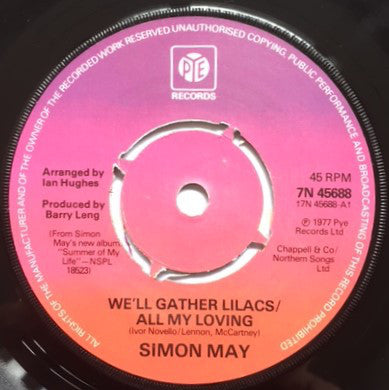 ALL RIGHTS OF THE MANUFACTURER AND OF THE OWNER OF THE RECORDED WORK RESERVED UNAUTHORISED COPYING, PUBLIC PERFORMANCE AND BROADCASTING OF THIS RECORD PROHIBITED
PYE
RECORDS
Arranged by
Ian Hughes
Produced by
Barry Leng
(From Simon
May's new album,
"Summer of My
Life"–NSPL
18523)
45 RPM
7N 45688
†7N 45688-A1
℗ 1977 Pye
Records Ltd
Chappell & Co/
Northern Songs
Ltd
WE'LL GATHER LILACS/
ALL MY LOVING
(Ivor Novello/Lennon, McCartney)
SIMON MAY